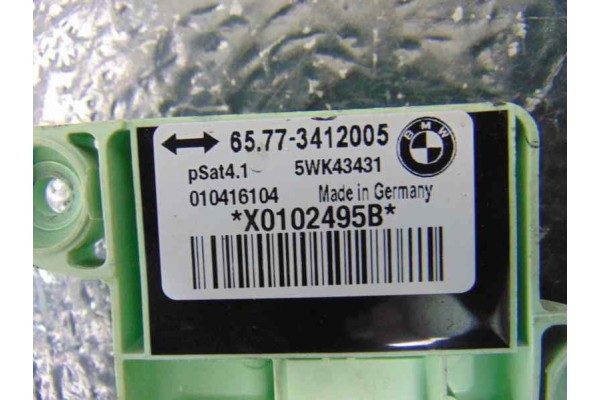 65.77-3412005
BMW
pSat4.1 5WK43431
010416104 Made in Germany
*X0102495B*